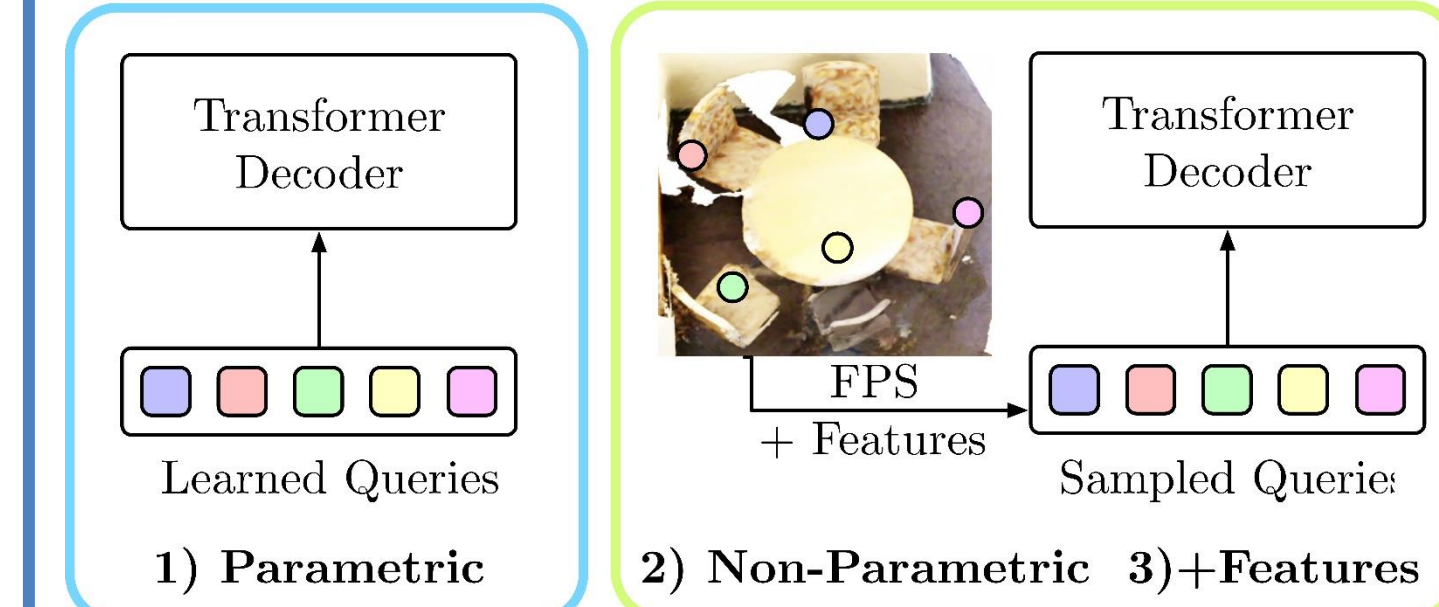 Transformer
Decoder
Learned Queries
1) Parametric
Transformer
Decoder
FPS
+ Features
Sampled Querie
2) Non-Parametric 3)+Features